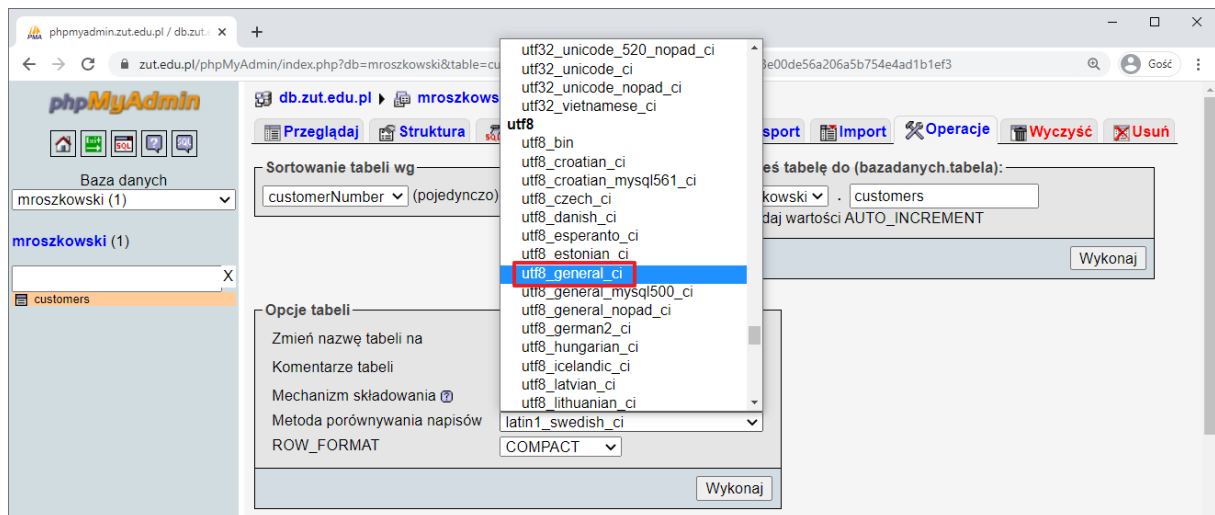 phpmyadmin.zut.edu.pl / db.zut.
zut.edu.pl/phpMyAdmin/index.php?db=mroszkowski&table=cu
3e00de56a206a5b754e4ad1b1ef3
Gość
phpMyAdmin
PMA
SQL
SQL
Baza danych
mroszkowski (1)
mroszkowski (1)
X
customers
db.zut.edu.pl
mroszkows
Przeglądaj
Struktura
SQL
sport
Import
Operacje
Wyczyść
Usuń
Sortowanie tabeli wg
customerNumber
(pojedynczo)
eś tabelę do (bazadanych.tabela):
kowski
.
customers
daj wartości AUTO_INCREMENT
Wykonaj
utf32_unicode_520_nopad_ci
utf32_unicode_ci
utf32_unicode_nopad_ci
utf32_vietnamese_ci
utf8
utf8_bin
utf8_croatian_ci
utf8_croatian_mysql561_ci
utf8_czech_ci
utf8_danish_ci
utf8_esperanto_ci
utf8_estonian_ci
utf8_general_ci
utf8_general_mysql500_ci
utf8_general_nopad_ci
utf8_german2_ci
utf8_hungarian_ci
utf8_icelandic_ci
utf8_latvian_ci
utf8_lithuanian_ci
Opcje tabeli
Zmień nazwę tabeli na
Komentarze tabeli
Mechanizm składowania
Metoda porównywania napisów
latin1_swedish_ci
ROW_FORMAT
COMPACT
Wykonaj